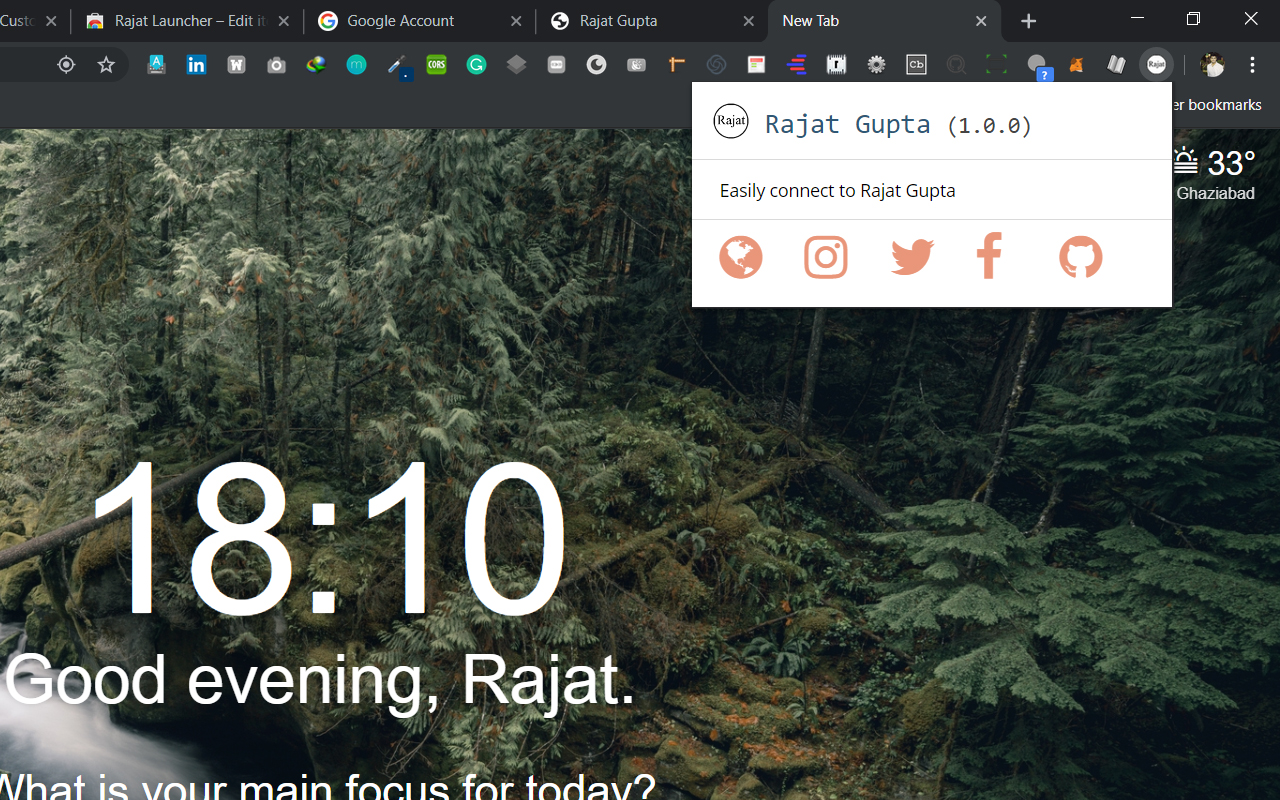 Custo
Rajat Launcher – Edit it
Google Account
Rajat Gupta
New Tab
A
in
W
m
CORS
G
r
Cb
?
Rajat
er bookmarks
Rajat
Rajat Gupta (1.0.0)
Easily connect to Rajat Gupta
33°
Ghaziabad
18:10
Good evening, Rajat.
What is your main focus for today?